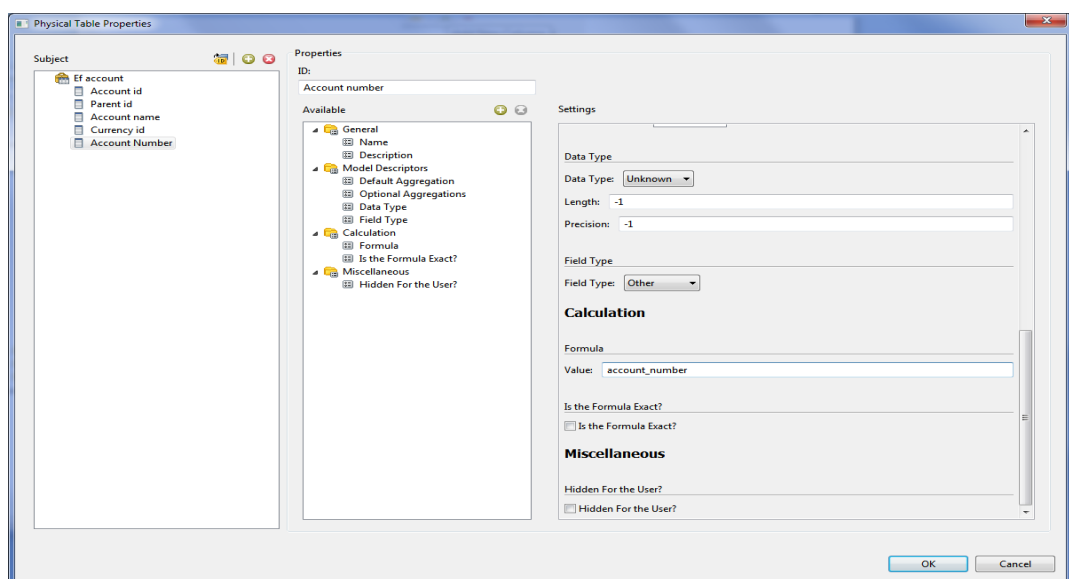 Physical Table Properties
Subject
Ef account
Account id
Parent id
Account name
Currency id
Account Number
Properties
ID:
Account number
Available
General
Name
Description
Model Descriptors
Default Aggregation
Optional Aggregations
Data Type
Field Type
Calculation
Formula
Is the Formula Exact?
Miscellaneous
Hidden For the User?
Settings
Data Type
Data Type: Unknown
Length: -1
Precision: -1
Field Type
Field Type: Other
Calculation
Formula
Value: account_number
Is the Formula Exact?
Is the Formula Exact?
Miscellaneous
Hidden For the User?
Hidden For the User?
OK Cancel